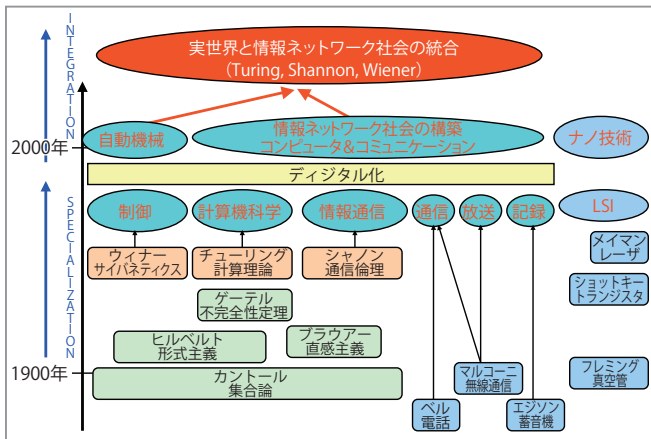 INTEGRATION
SPECIALIZATION
実世界と情報ネットワーク社会の統合
(Turing, Shannon, Wiener)
自動機械
情報ネットワーク社会の構築
コンピュータ&コミュニケーション
ナノ技術
2000年
ディジタル化
制御
計算機科学
情報通信
通信
放送
記録
LSI
ウィナー
サイバネティクス
チューリング
計算理論
シャノン
通信倫理
メイマン
レーザ
ゲーテル
不完全性定理
ショットキー
トランジスタ
ヒルベルト
形式主義
ブラウアー
直感主義
1900年
カントール
集合論
マルコーニ
無線通信
フレミング
真空管
ベル
電話
エジソン
蓄音機